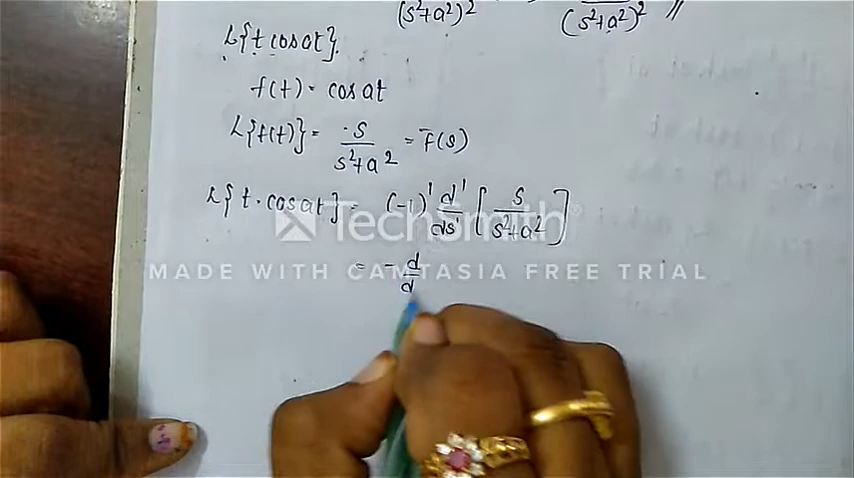 (s²+a²)² (s²+a²)² //
L{t cosat}.
f(t) = cosat
L{f(t)} = s/(s²+a²) = F(s)
L{t · cosat} = (-1)¹ d¹/ds¹ [s/(s²+a²)]
TechSmith
= - d/d
MADE WITH CAMTASIA FREE TRIAL